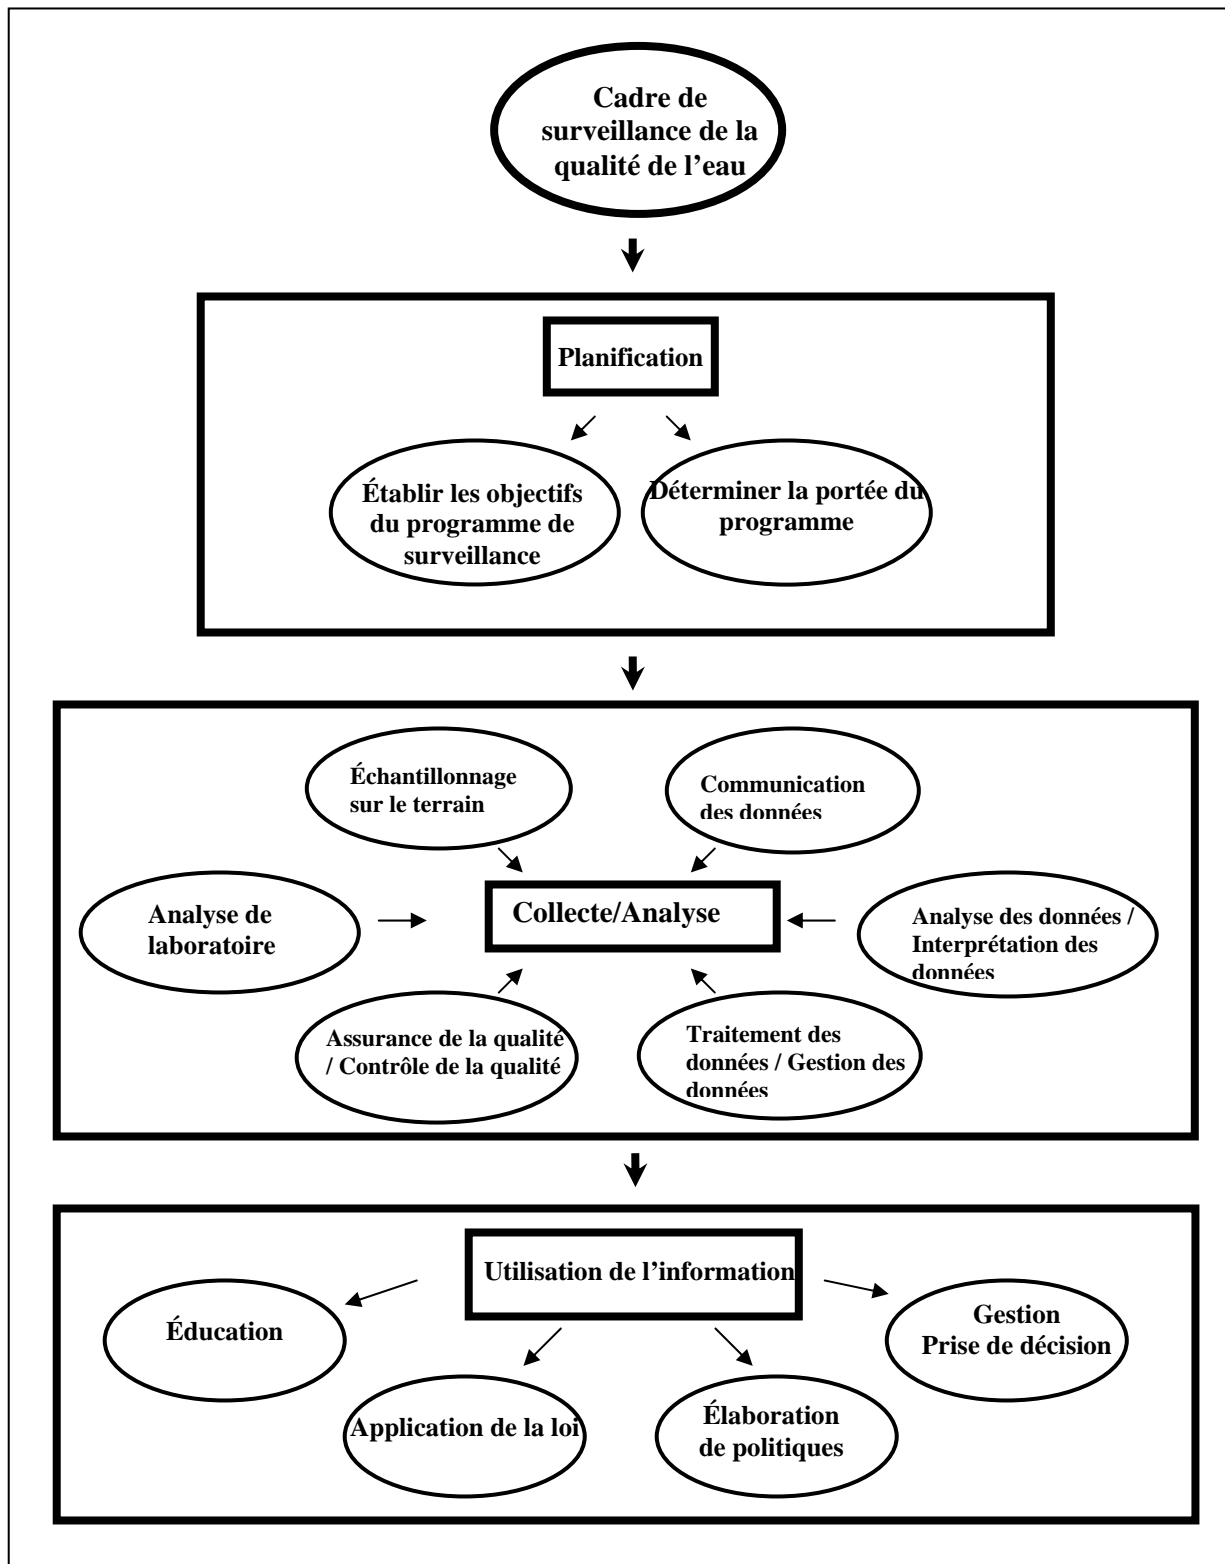 Cadre de
surveillance de la
qualité de l'eau
Planification
Établir les objectifs
du programme de
surveillance
Déterminer la portée du
programme
Échantillonnage
sur le terrain
Communication
des données
Analyse de
laboratoire
Collecte/Analyse
Analyse des données /
Interprétation des
données
Assurance de la qualité
/ Contrôle de la qualité
Traitement des
données / Gestion des
données
Utilisation de l'information
Éducation
Gestion
Prise de décision
Application de la loi
Élaboration
de politiques